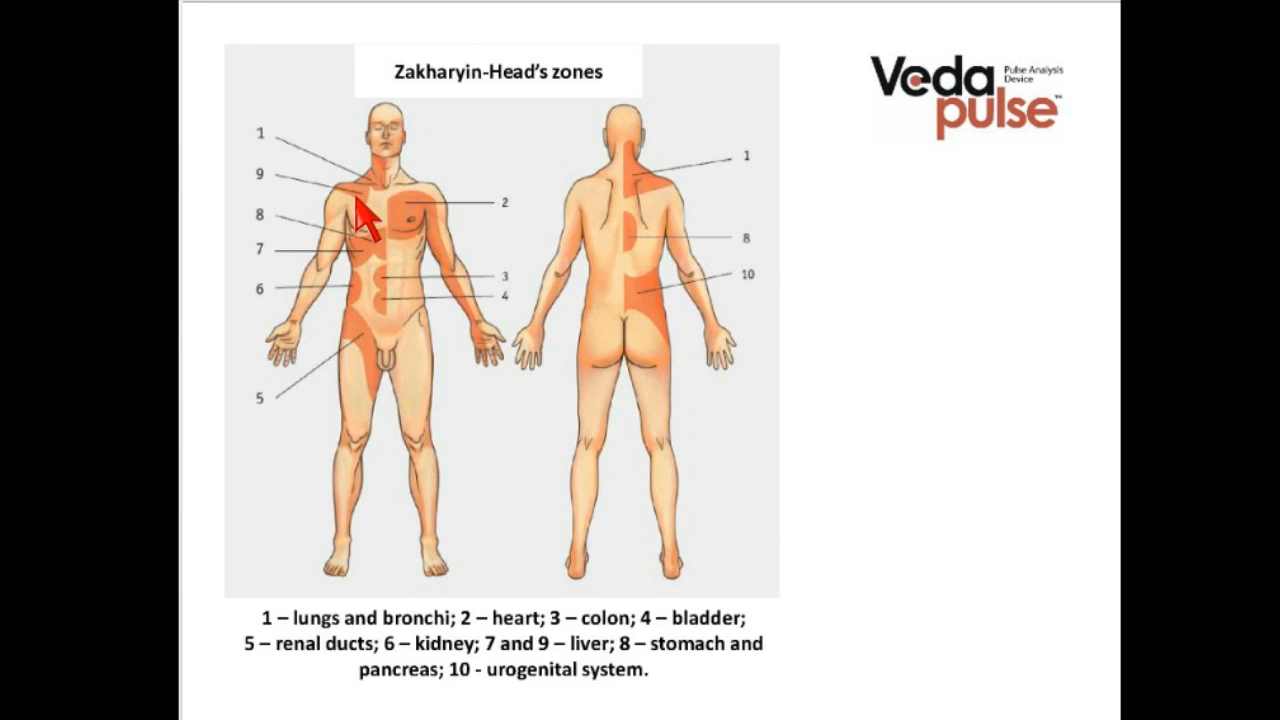 Zakharyin-Head's zones
Veda
pulse™
Pulse Analysis
Device
1
9
8
7
6
5
2
3
4
1
8
10
1 – lungs and bronchi; 2 – heart; 3 – colon; 4 – bladder;
5 – renal ducts; 6 – kidney; 7 and 9 – liver; 8 – stomach and
pancreas; 10 - urogenital system.